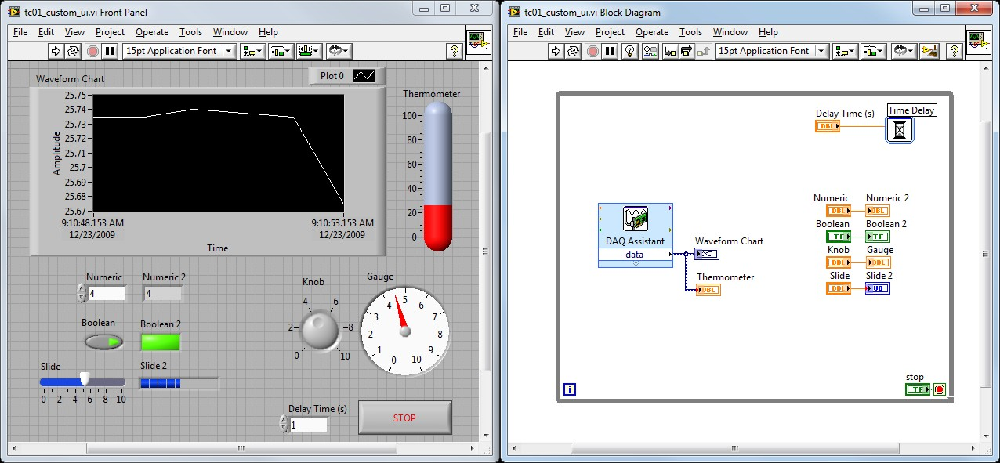 tc01_custom_ui.vi Front Panel
File Edit View Project Operate Tools Window Help
15pt Application Font
?
1
Waveform Chart
Plot 0
Amplitude
25.75
25.74
25.73
25.72
25.71
25.7
25.69
25.68
25.67
9:10:48.153 AM
12/23/2009
9:10:53.153 AM
12/23/2009
Time
Thermometer
100
80
60
40
20
0
Numeric
4
Numeric 2
4
Boolean
Boolean 2
Slide
0 2 4 6 8 10
Slide 2
Knob
0 2 4 6 8 10
Gauge
0 1 2 3 4 5 6 7 8 9 10
Delay Time (s)
1
STOP
tc01_custom_ui.vi Block Diagram
File Edit View Project Operate Tools Window Help
15pt Application Font
?
1
Delay Time (s)
DBL
Time Delay
DAQ Assistant
data
Waveform Chart
Thermometer
DBL
Numeric
DBL
Numeric 2
DBL
Boolean
TF
Boolean 2
TF
Knob
DBL
Gauge
DBL
Slide
DBL
Slide 2
U8
i
stop
TF